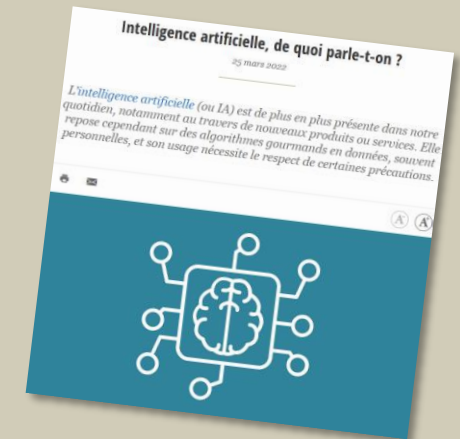 Intelligence artificielle, de quoi parle-t-on ?
25 mars 2022
L'intelligence artificielle (ou IA) est de plus en plus présente dans notre
quotidien, notamment au travers de nouveaux produits ou services. Elle
repose cependant sur des algorithmes gourmands en données, souvent
personnelles, et son usage nécessite le respect de certaines précautions.
A A